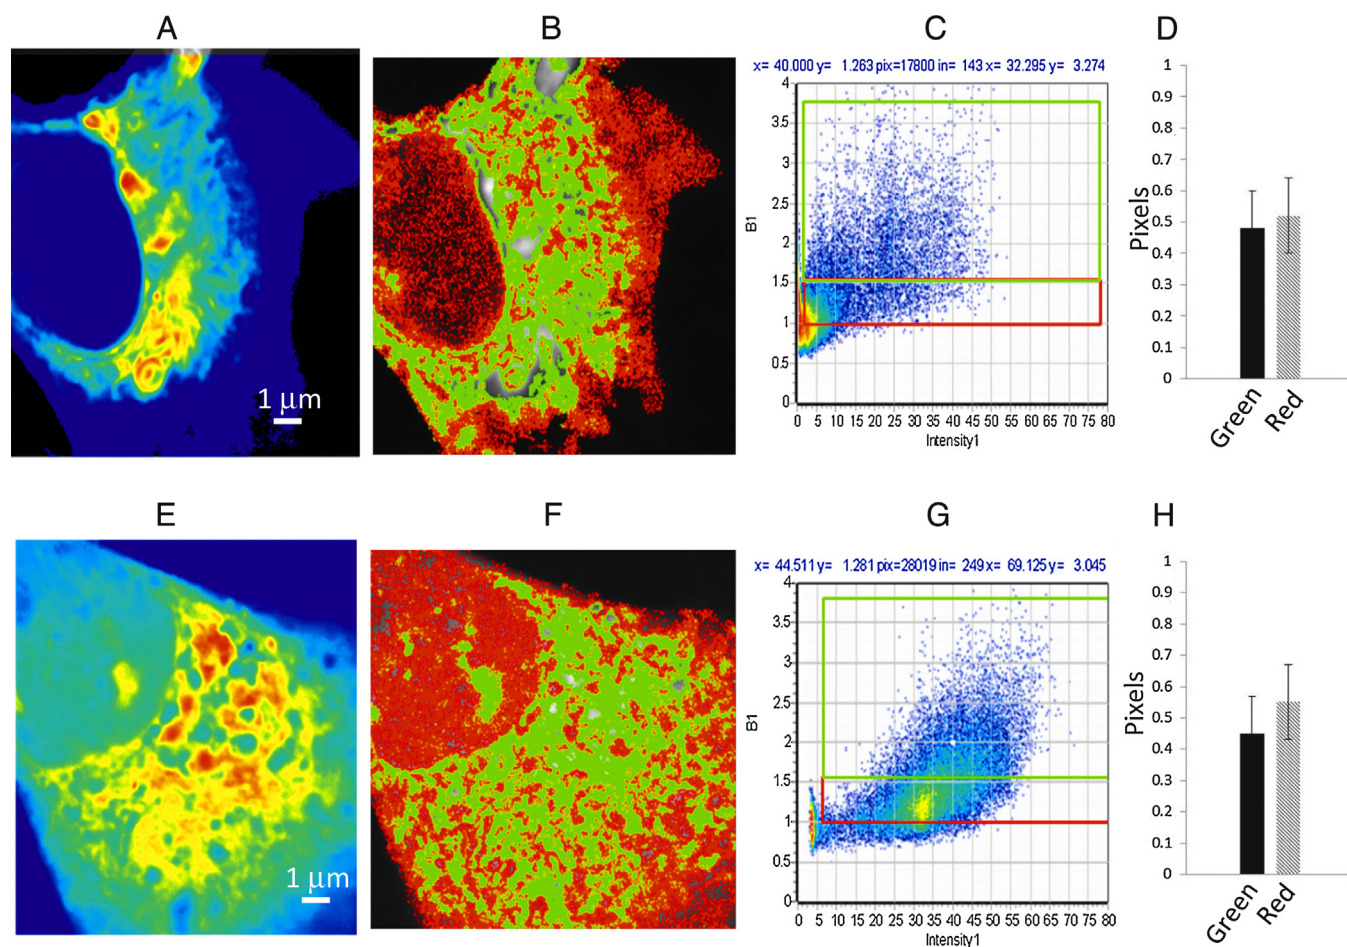 A
B
C
D
1 μm
x= 40.000 y= 1.263 pix=17800 in= 143 x= 32.295 y= 3.274
4
3.5
3
2.5
2
1.5
1
0.5
0
B1
0 5 10 15 20 25 30 35 40 45 50 55 60 65 70 75 80
Intensity1
1
0.9
0.8
0.7
0.6
0.5
0.4
0.3
0.2
0.1
0
Pixels
Green
Red
E
F
G
H
1 μm
x= 44.511 y= 1.281 pix=28019 in= 249 x= 69.125 y= 3.045
4
3.5
3
2.5
2
1.5
1
0.5
0
B1
0 5 10 15 20 25 30 35 40 45 50 55 60 65 70 75 80
Intensity1
1
0.9
0.8
0.7
0.6
0.5
0.4
0.3
0.2
0.1
0
Pixels
Green
Red